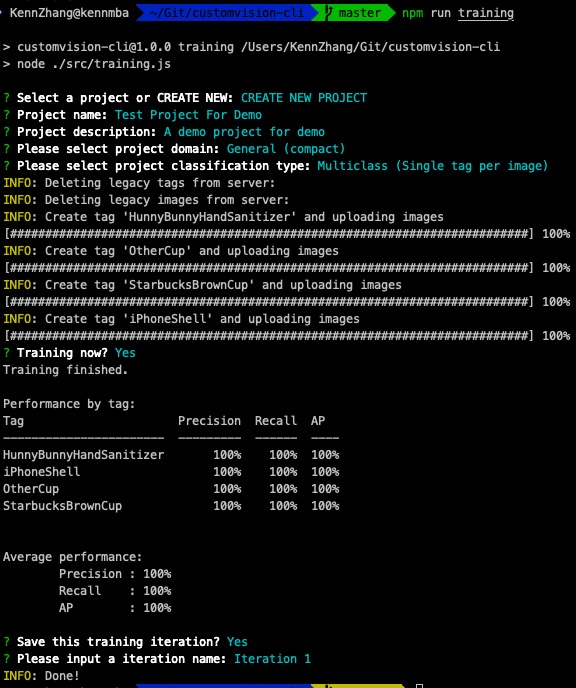 KennZhang@kennmba ~/Git/customvision-cli master npm run training
> customvision-cli@1.0.0 training /Users/KennZhang/Git/customvision-cli
> node ./src/training.js
? Select a project or CREATE NEW: CREATE NEW PROJECT
? Project name: Test Project For Demo
? Project description: A demo project for demo
? Please select project domain: General (compact)
? Please select project classification type: Multiclass (Single tag per image)
INFO: Deleting legacy tags from server:
INFO: Deleting legacy images from server:
INFO: Create tag 'HunnyBunnyHandSanitizer' and uploading images
[##########################################################################] 100%
INFO: Create tag 'OtherCup' and uploading images
[##########################################################################] 100%
INFO: Create tag 'StarbucksBrownCup' and uploading images
[##########################################################################] 100%
INFO: Create tag 'iPhoneShell' and uploading images
[##########################################################################] 100%
? Training now? Yes
Training finished.
Performance by tag:
Tag Precision Recall AP
----------------------- --------- ------ ----
HunnyBunnyHandSanitizer 100% 100% 100%
iPhoneShell 100% 100% 100%
OtherCup 100% 100% 100%
StarbucksBrownCup 100% 100% 100%
Average performance:
Precision : 100%
Recall : 100%
AP : 100%
? Save this training iteration? Yes
? Please input a iteration name: Iteration 1
INFO: Done!